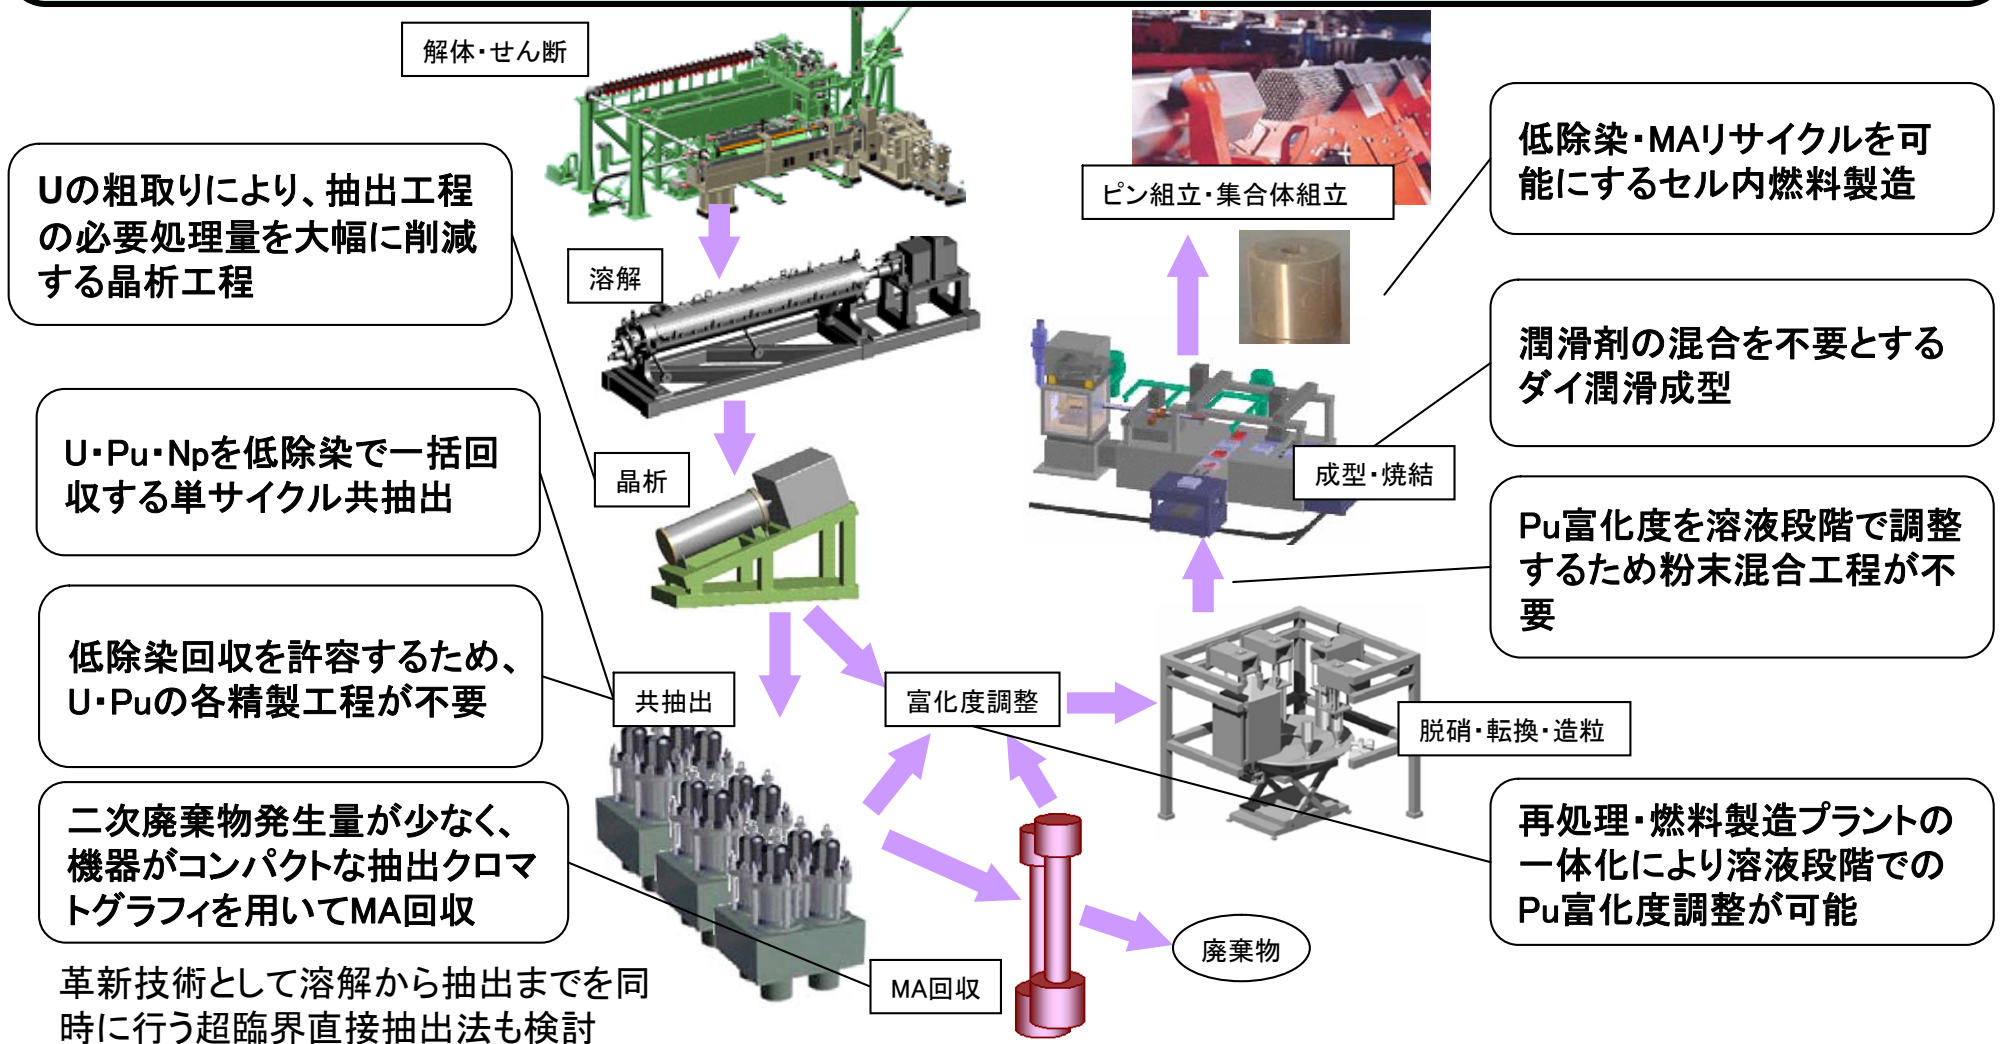 解体・せん断
Uの粗取りにより、抽出工程
の必要処理量を大幅に削減
する晶析工程
溶解
U・Pu・Npを低除染で一括回
収する単サイクル共抽出
晶析
低除染回収を許容するため、
U・Puの各精製工程が不要
共抽出
二次廃棄物発生量が少なく、
機器がコンパクトな抽出クロマ
トグラフィを用いてMA回収
MA回収
革新技術として溶解から抽出までを同
時に行う超臨界直接抽出法も検討
富化度調整
廃棄物
ピン組立・集合体組立
低除染・MAリサイクルを可
能にするセル内燃料製造
潤滑剤の混合を不要とする
ダイ潤滑成型
成型・焼結
Pu富化度を溶液段階で調整
するため粉末混合工程が不
要
脱硝・転換・造粒
再処理・燃料製造プラントの
一体化により溶液段階での
Pu富化度調整が可能